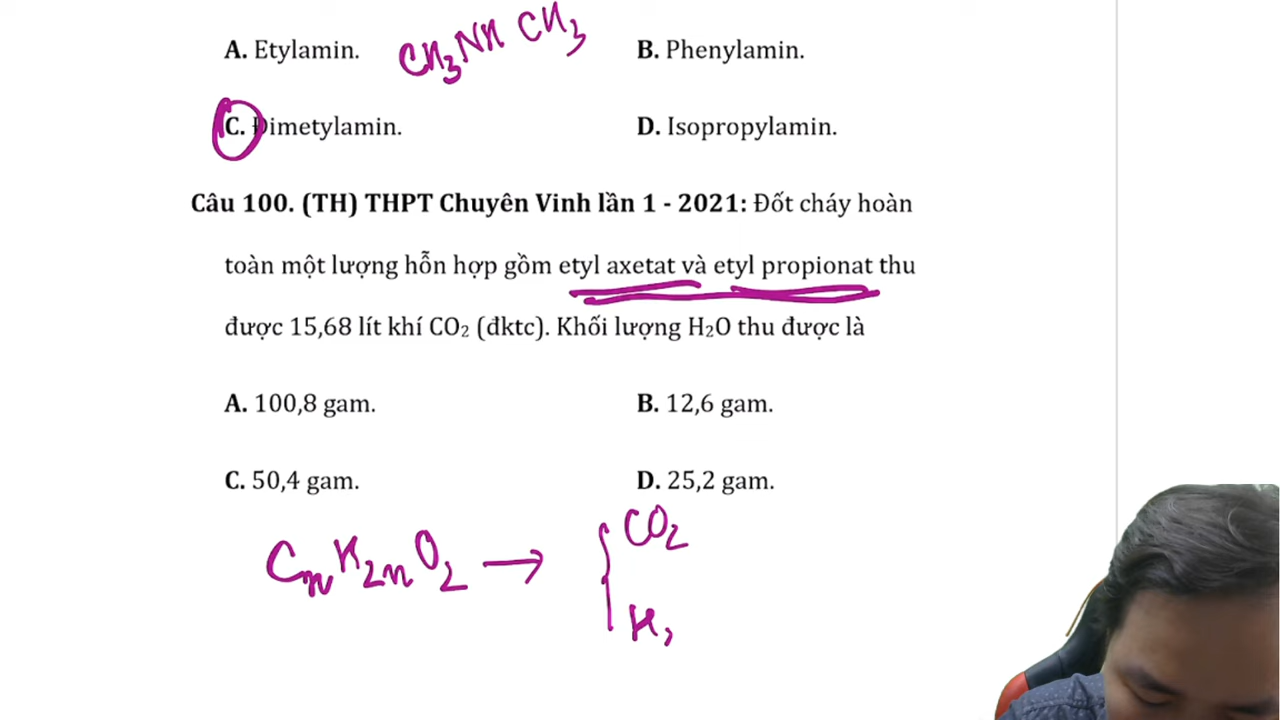 A. Etylamin. CH3NH CH3 B. Phenylamin.
C. Đimetylamin. D. Isopropylamin.
Câu 100. (TH) THPT Chuyên Vinh lần 1 - 2021: Đốt cháy hoàn
toàn một lượng hỗn hợp gồm etyl axetat và etyl propionat thu
được 15,68 lít khí CO₂ (đktc). Khối lượng H₂O thu được là
A. 100,8 gam. B. 12,6 gam.
C. 50,4 gam. D. 25,2 gam.
CnH2nO2 → { CO2
H,